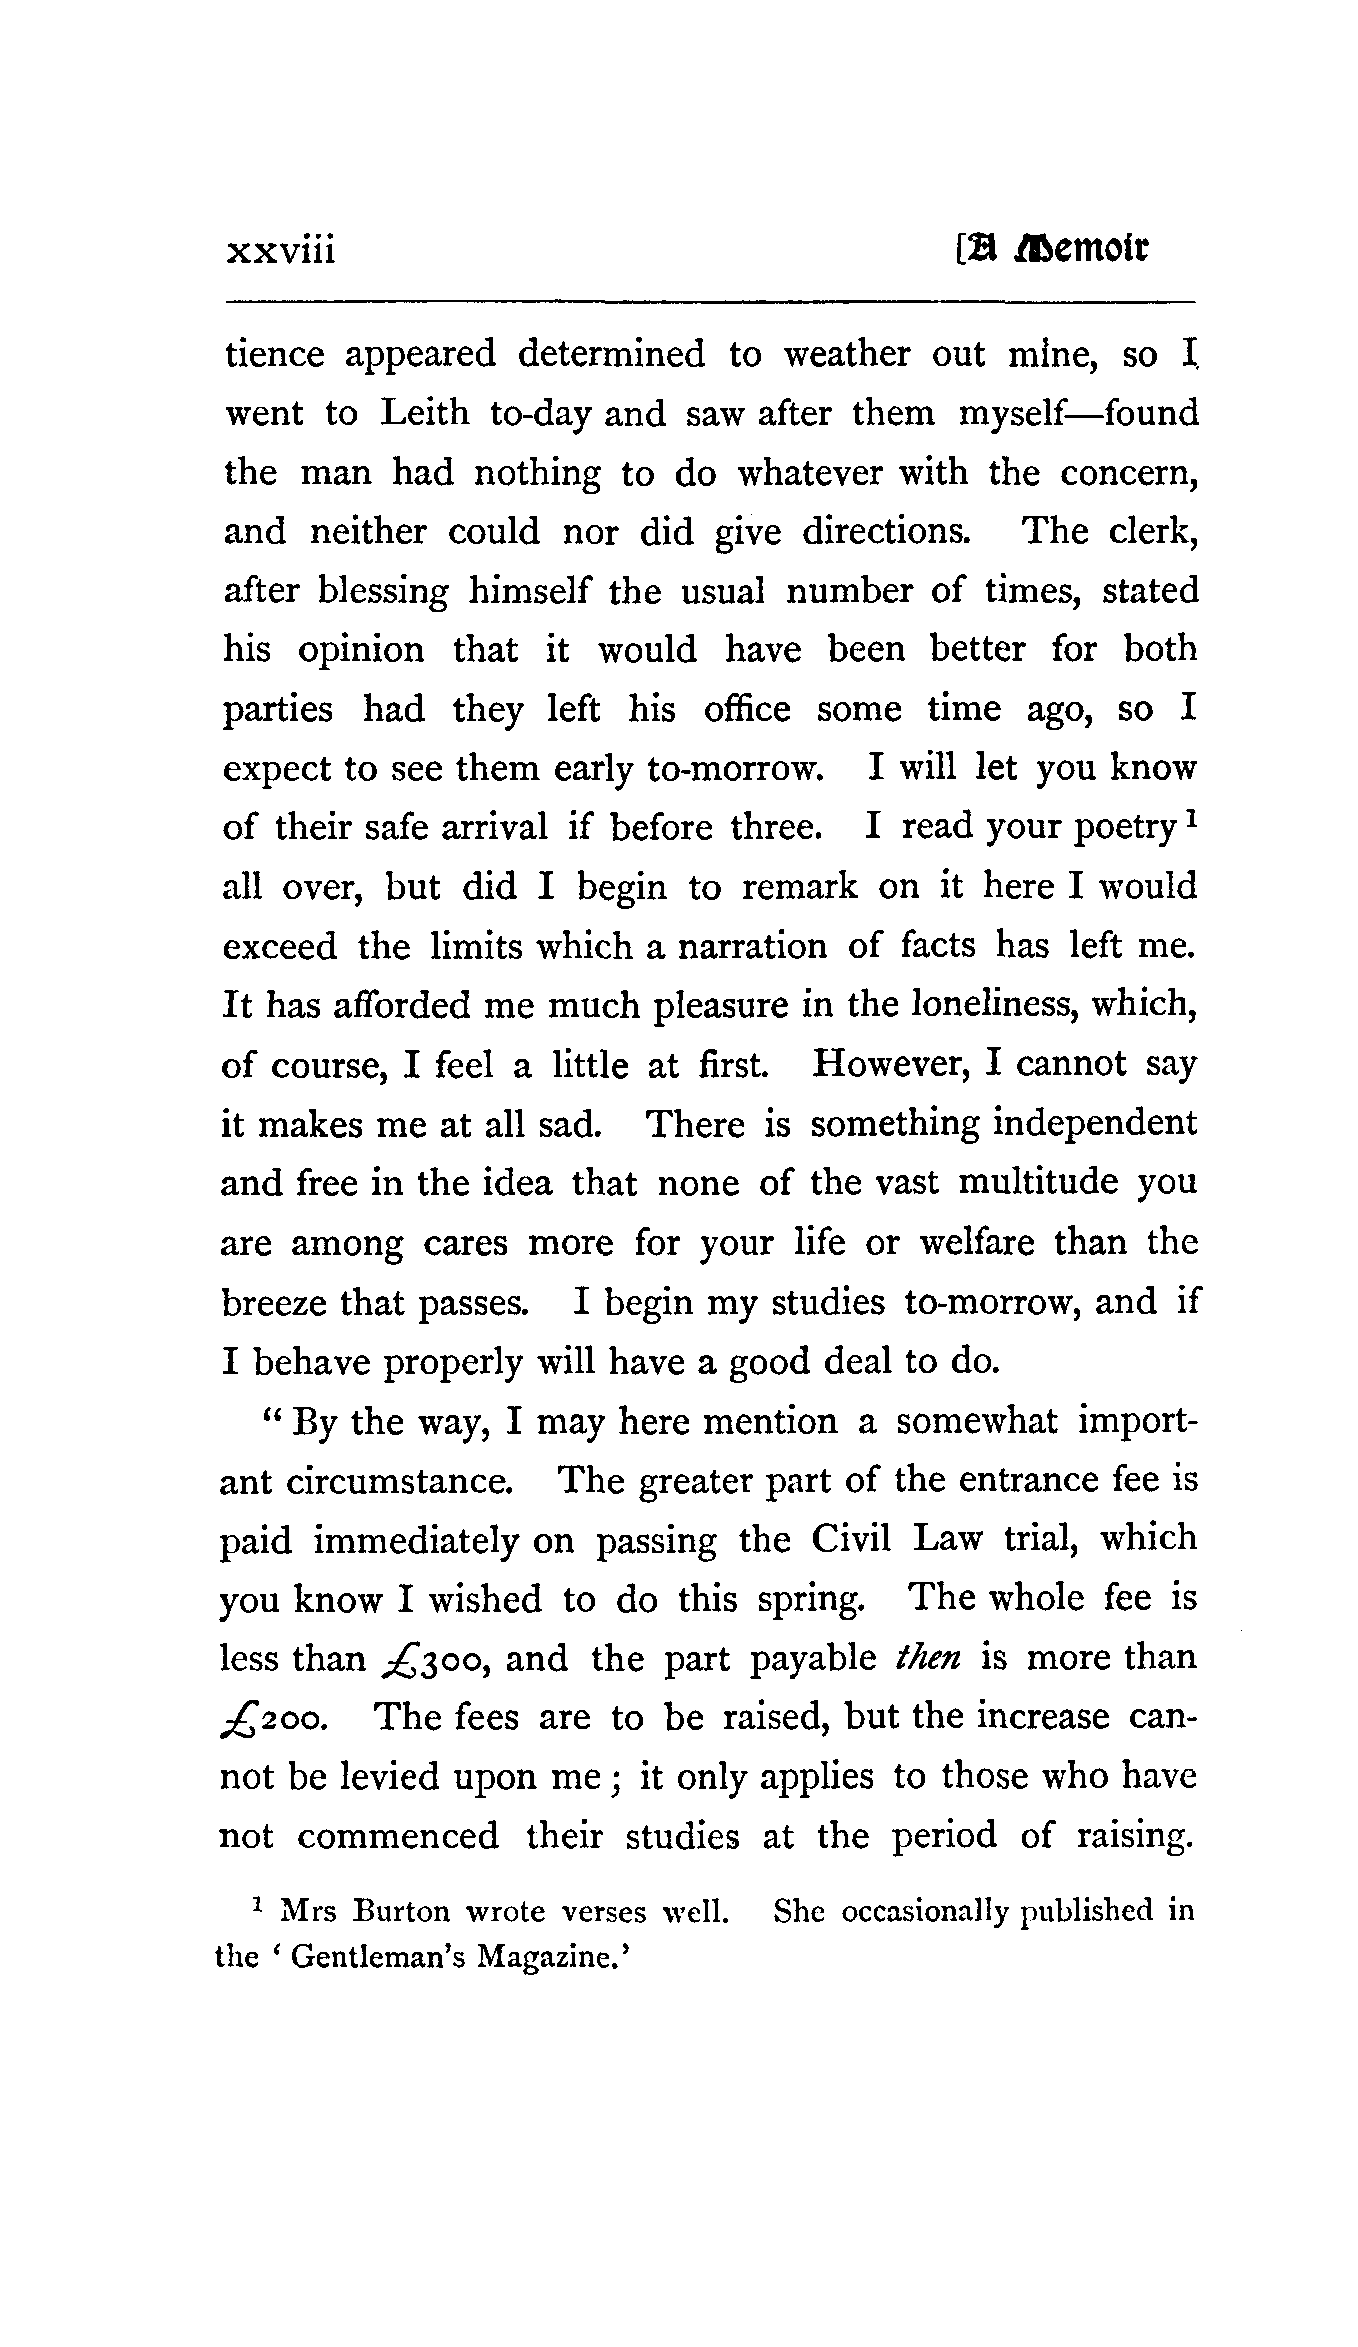 xxviii [A Memoir
tience appeared determined to weather out mine, so I
went to Leith to-day and saw after them myself—found
the man had nothing to do whatever with the concern,
and neither could nor did give directions. The clerk,
after blessing himself the usual number of times, stated
his opinion that it would have been better for both
parties had they left his office some time ago, so I
expect to see them early to-morrow. I will let you know
of their safe arrival if before three. I read your poetry ¹
all over, but did I begin to remark on it here I would
exceed the limits which a narration of facts has left me.
It has afforded me much pleasure in the loneliness, which,
of course, I feel a little at first. However, I cannot say
it makes me at all sad. There is something independent
and free in the idea that none of the vast multitude you
are among cares more for your life or welfare than the
breeze that passes. I begin my studies to-morrow, and if
I behave properly will have a good deal to do.
“ By the way, I may here mention a somewhat import-
ant circumstance. The greater part of the entrance fee is
paid immediately on passing the Civil Law trial, which
you know I wished to do this spring. The whole fee is
less than £300, and the part payable then is more than
£200. The fees are to be raised, but the increase can-
not be levied upon me ; it only applies to those who have
not commenced their studies at the period of raising.
¹ Mrs Burton wrote verses well. She occasionally published in
the ‘ Gentleman’s Magazine.’